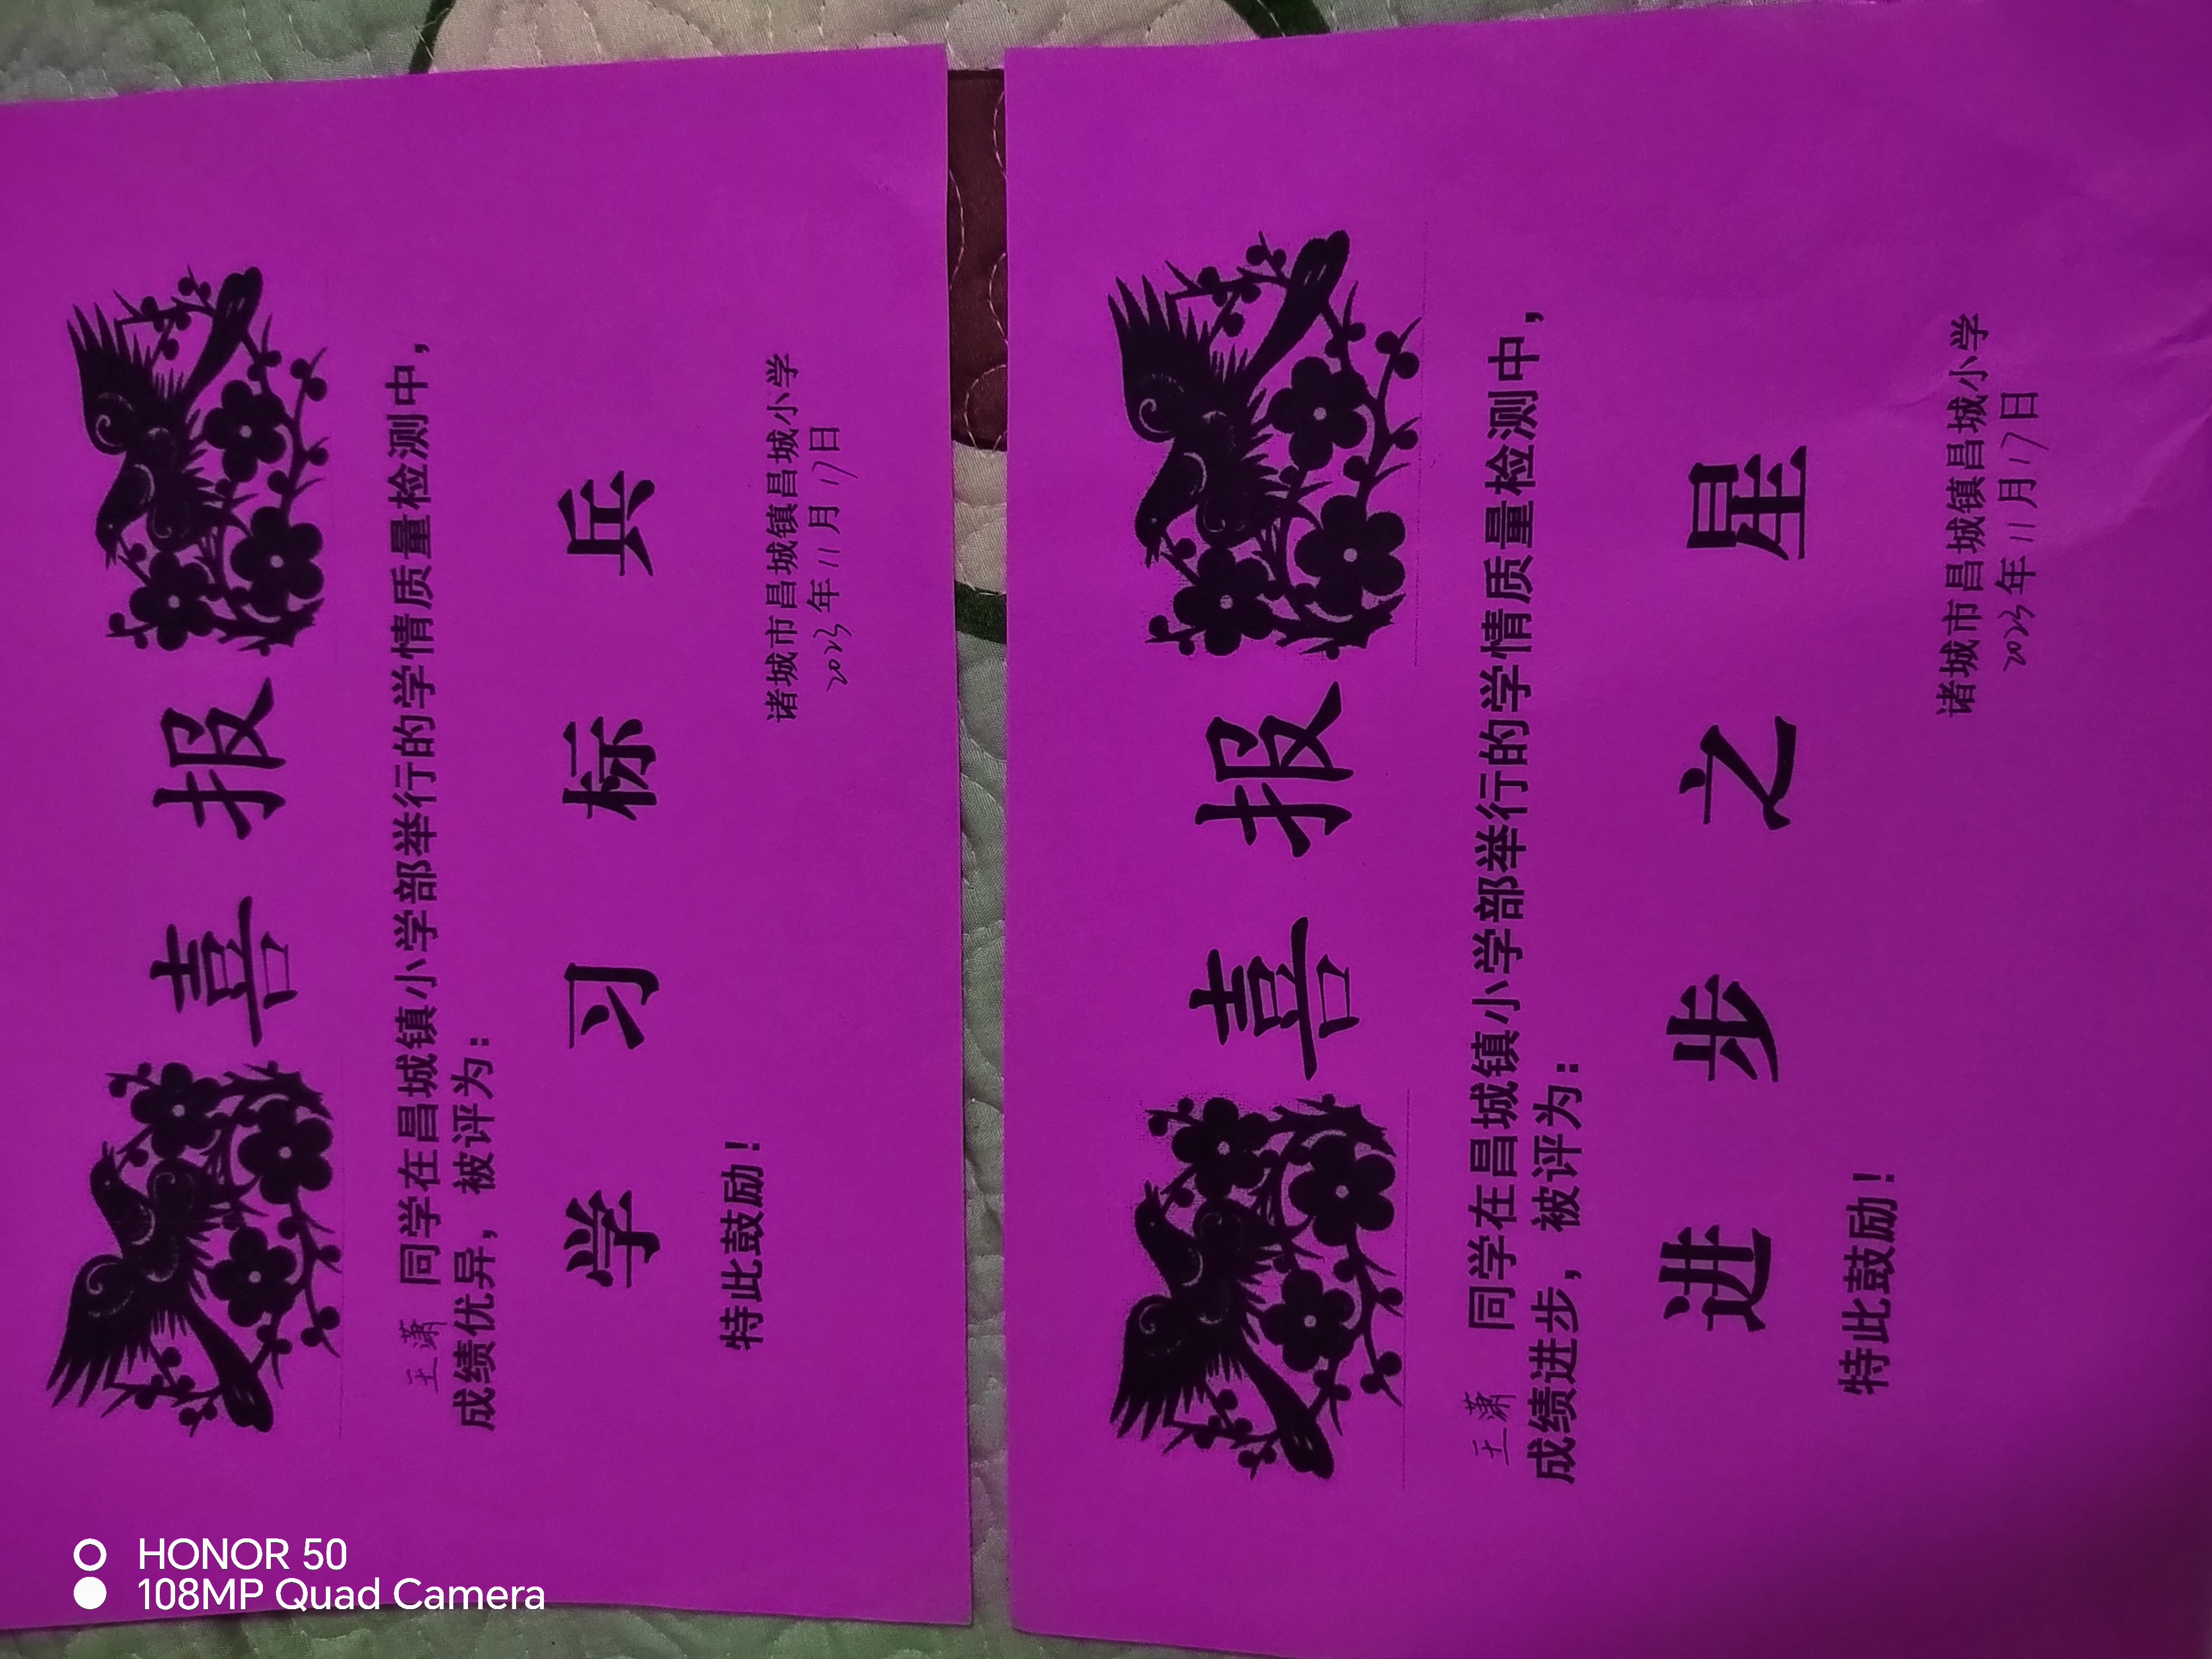 喜报
王潇 同学在昌城镇小学部举行的学情质量检测中，
成绩优异，被评为：
学习标兵
特此鼓励！
诸城市昌城镇昌城小学
2023年11月17日
喜报
王潇 同学在昌城镇小学部举行的学情质量检测中，
成绩进步，被评为：
进步之星
特此鼓励！
诸城市昌城镇昌城小学
2023年11月17日
HONOR 50
108MP Quad Camera